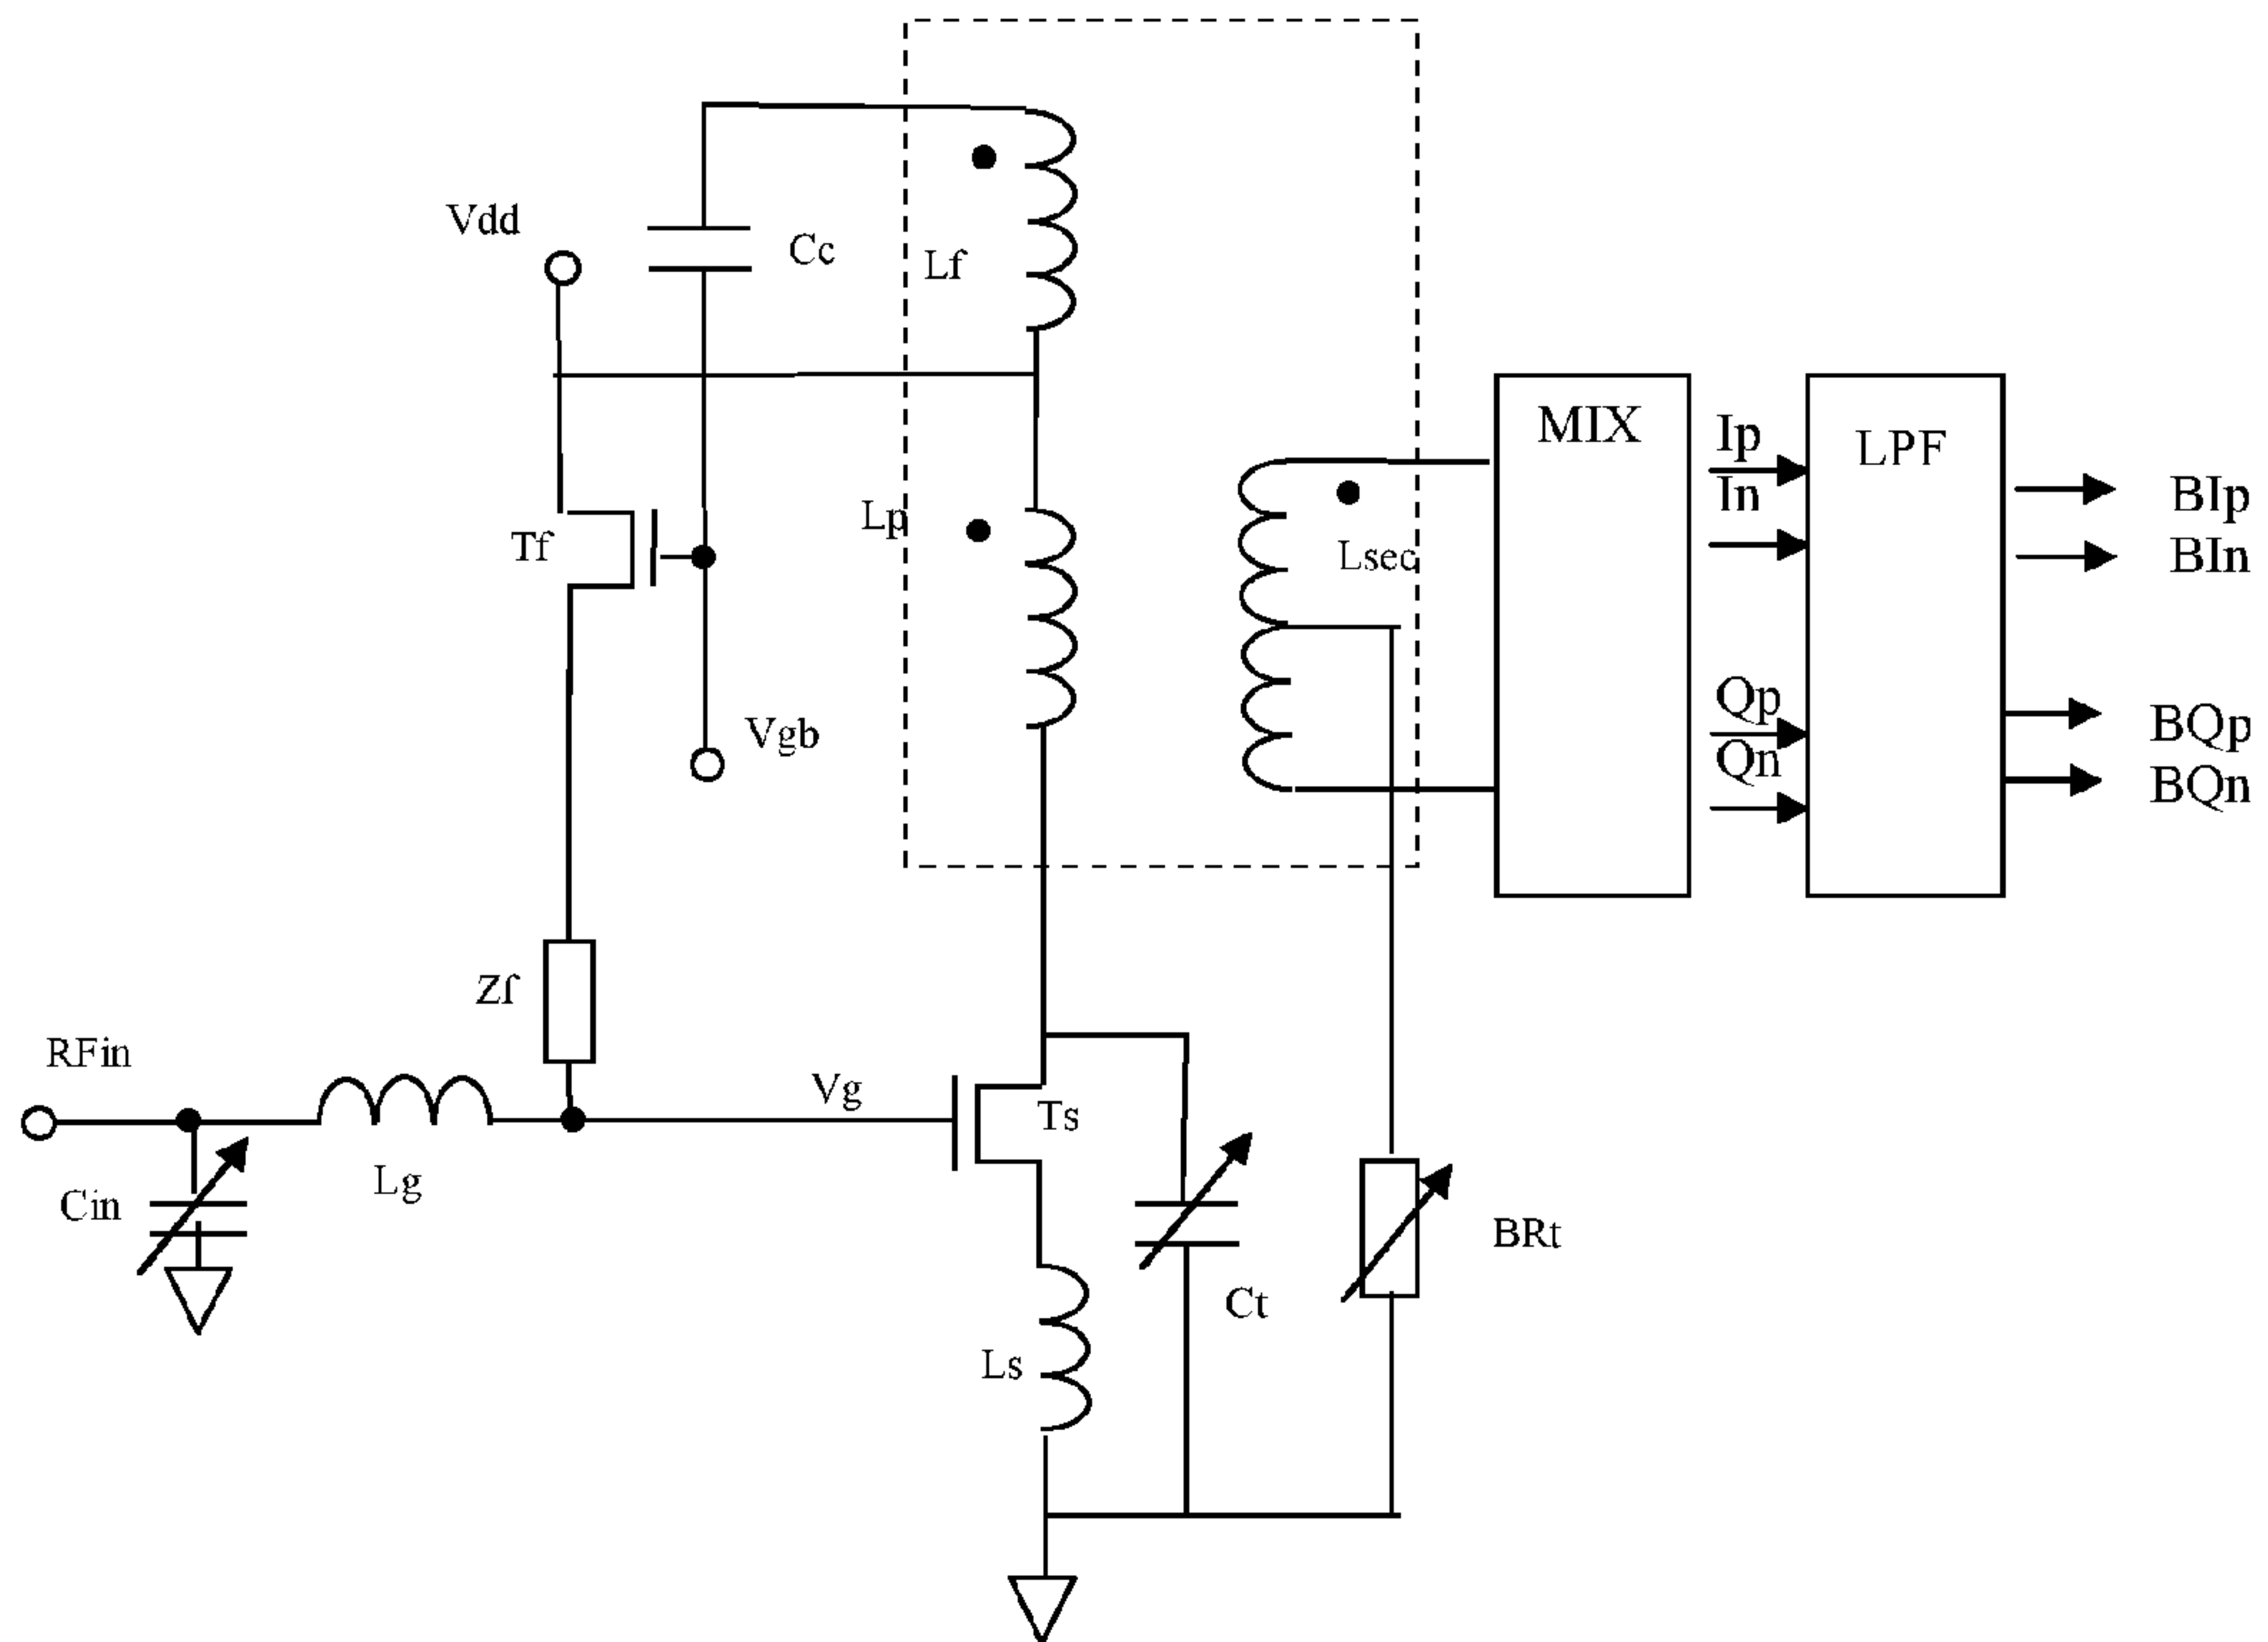 Vdd
Cc
Lf
MIX
Ip
LPF
In
BIp
Lp
Tf
Lsec
BIn
Qp
Vgb
BQp
Qn
BQn
Zf
RFin
Vg
Ts
Lg
Cin
BRt
Ct
Ls